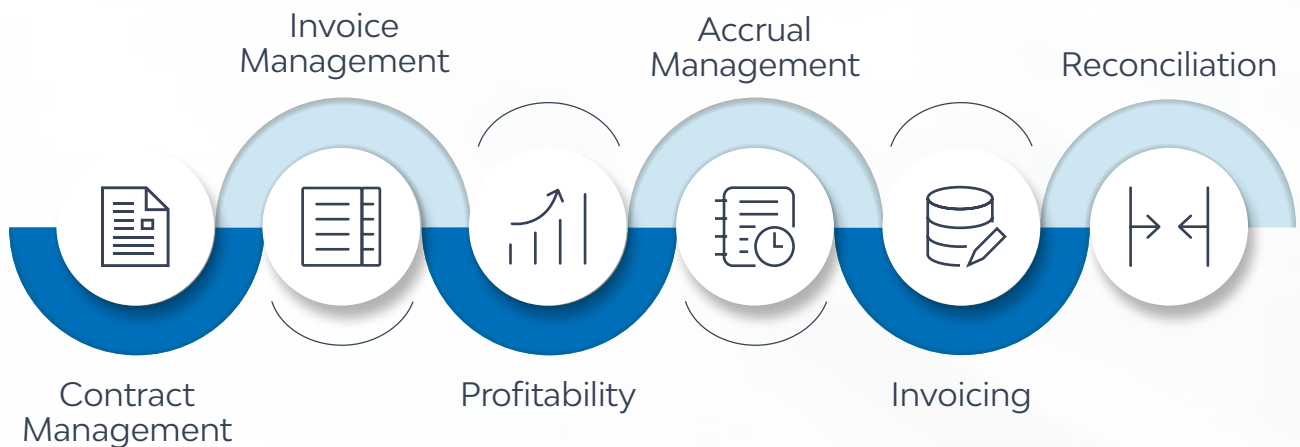 Invoice
Management
Accrual
Management
Reconciliation
Contract
Management
Profitability
Invoicing